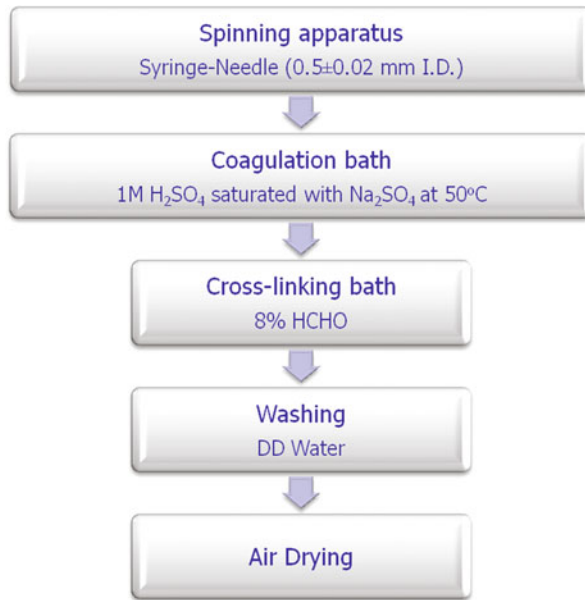 Spinning apparatus
Syringe-Needle (0.5±0.02 mm I.D.)
Coagulation bath
1M H₂SO₄ saturated with Na₂SO₄ at 50ºC
Cross-linking bath
8% HCHO
Washing
DD Water
Air Drying